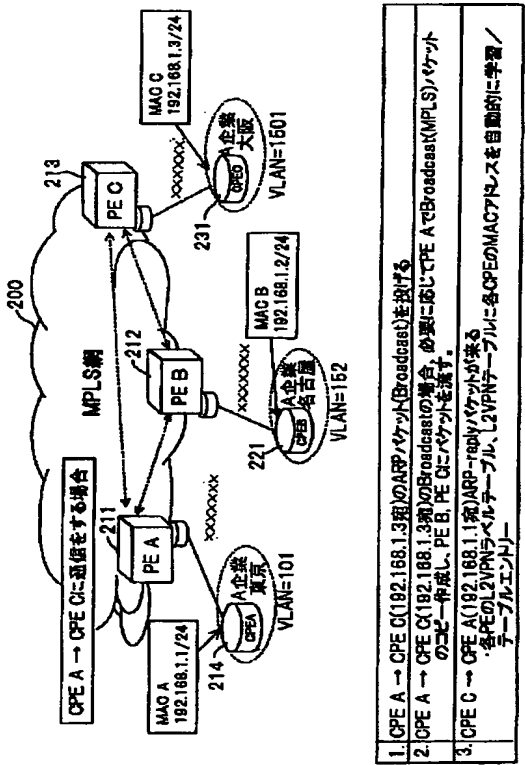 CPE A → CPE Cに通信をする場合
200
MPLS網
211
PE A
212
PE B
213
PE C
MAC A
192.168.1.1/24
XXXXXXX
214
CPEA
A企業
東京
VLAN=101
MAC B
192.168.1.2/24
XXXXXXX
221
CPEB
A企業
名古屋
VLAN=152
MAC C
192.168.1.3/24
XXXXXXX
231
CPEC
A企業
大阪
VLAN=1501
1. CPE A → CPE C(192.168.1.3宛)のARPパケット(Broadcast)を投げる
2. CPE A → CPE C(192.168.1.3宛)のBroadcastの場合、必要に応じてPE AでBroadcast(MPLS)パケット
のコピー作成し、PE B, PE Cにパケットを流す。
3. CPE C → CPE A(192.168.1.1宛)ARP-replyパケットが来る
・各PEのL2VPNラベルテーブル、L2VPNテーブルに各CPEのMACアドレスを自動的に学習／
テーブルエントリー